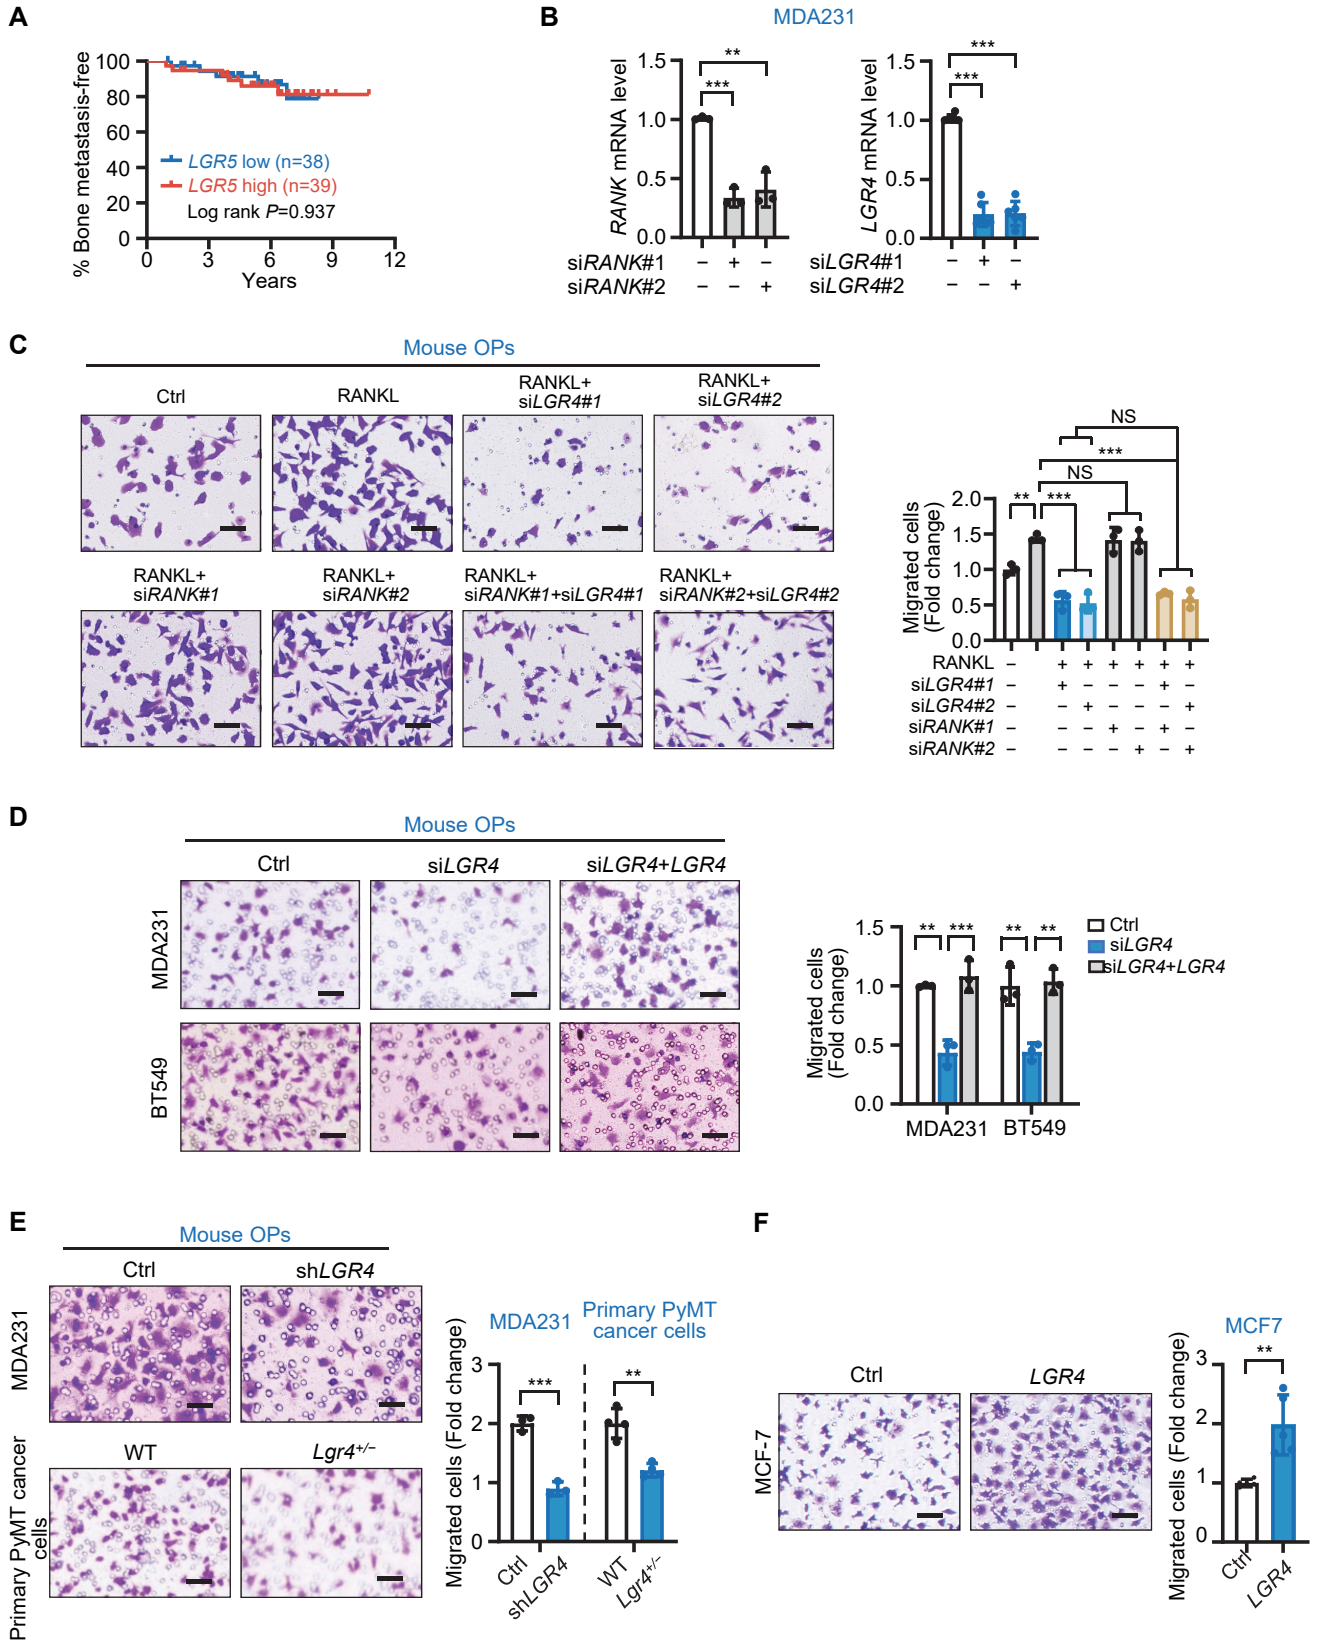 A
% Bone metastasis-free
100
80
60
40
20
0
0 3 6 9 12
Years
LGR5 low (n=38)
LGR5 high (n=39)
Log rank P=0.937
B
MDA231
RANK mRNA level
1.5
1.0
0.5
0.0
** 
***
siRANK#1 – + –
siRANK#2 – – +
LGR4 mRNA level
1.5
1.0
0.5
0.0
***
***
siLGR4#1 – + –
siLGR4#2 – – +
C
Mouse OPs
Ctrl
RANKL
RANKL+
siLGR4#1
RANKL+
siLGR4#2
RANKL+
siRANK#1
RANKL+
siRANK#2
RANKL+
siRANK#1+siLGR4#1
RANKL+
siRANK#2+siLGR4#2
Migrated cells
(Fold change)
2.0
1.5
1.0
0.5
0.0
NS
***
NS
** ***
RANKL – + + + + + +
siLGR4#1 – + – – – + –
siLGR4#2 – – + – – – +
siRANK#1 – – – + – + –
siRANK#2 – – – – + – +
D
Mouse OPs
Ctrl
siLGR4
siLGR4+LGR4
MDA231
BT549
Migrated cells
(Fold change)
1.5
1.0
0.5
0.0
** *** ** **
MDA231 BT549
Ctrl
siLGR4
siLGR4+LGR4
E
Mouse OPs
Ctrl
shLGR4
MDA231
WT
Lgr4+/–
Primary PyMT cancer
cells
Migrated cells (Fold change)
MDA231
Primary PyMT
cancer cells
3
2
1
0
*** **
Ctrl
shLGR4
WT
Lgr4+/–
F
Ctrl
LGR4
MCF-7
Migrated cells (Fold change)
MCF7
**
3
2
1
0
Ctrl
LGR4